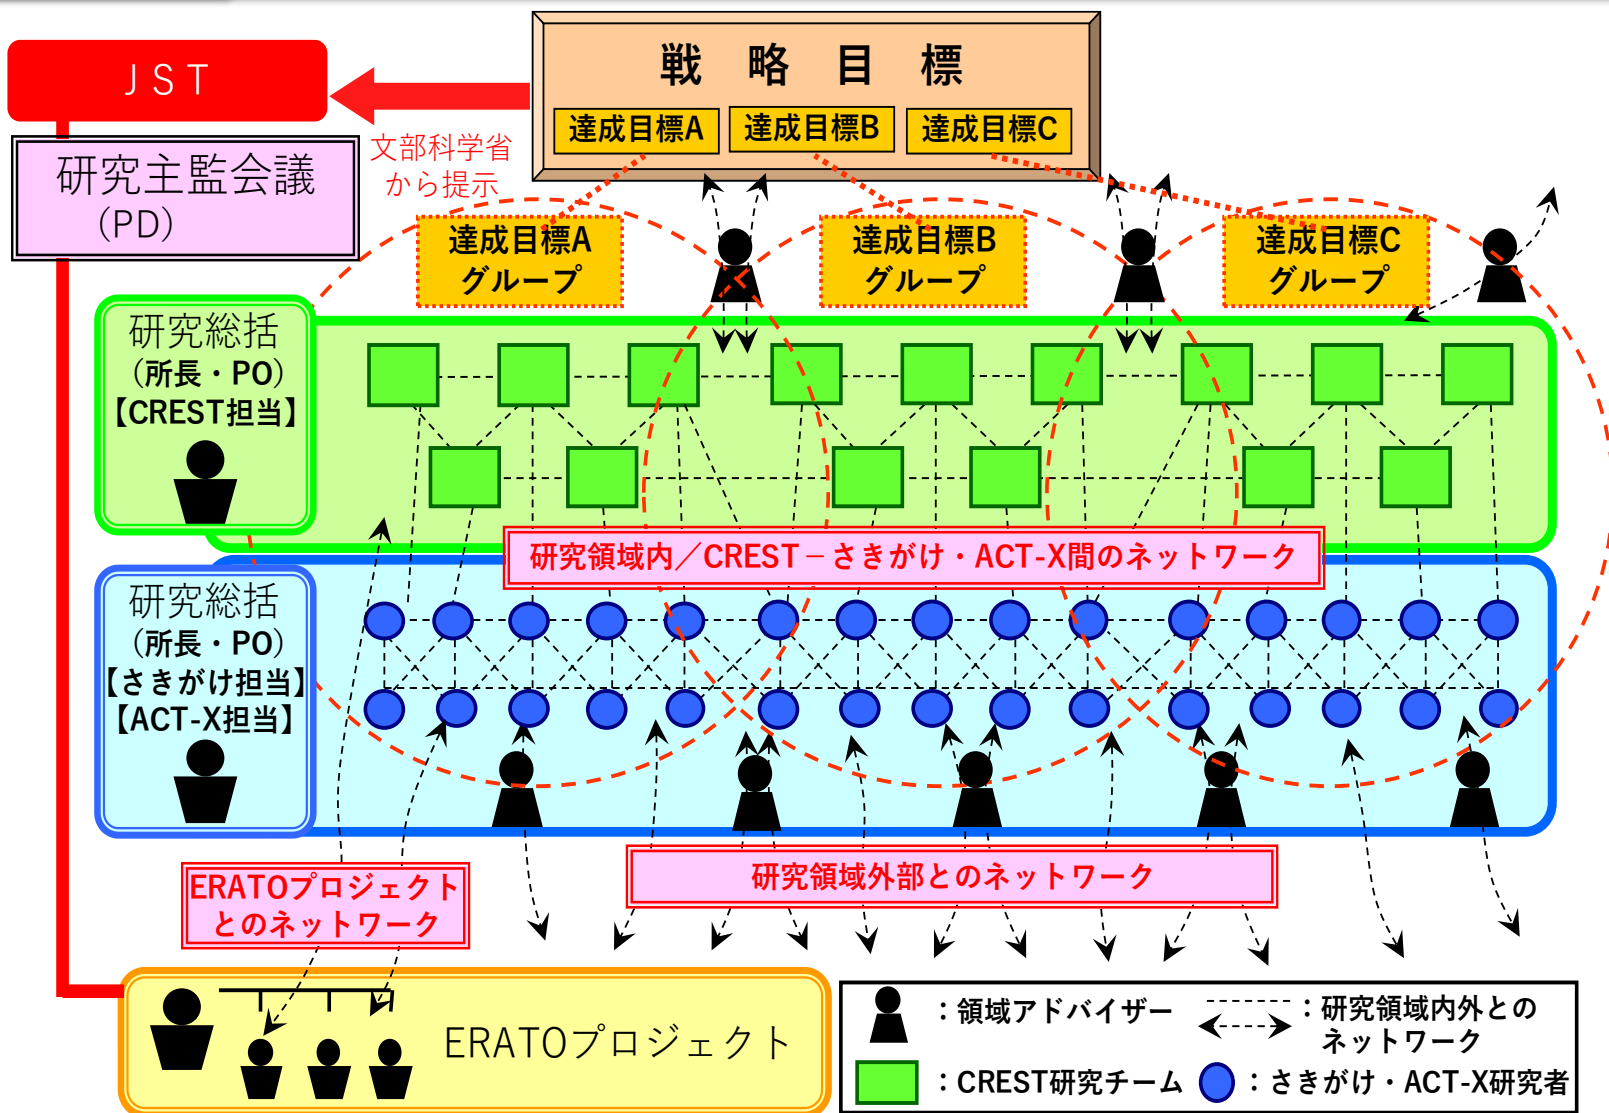 JST
戦略目標
達成目標A
達成目標B
達成目標C
文部科学省
から提示
研究主監会議
（PD）
達成目標A
グループ
達成目標B
グループ
達成目標C
グループ
研究総括
（所長・PO）
【CREST担当】
研究領域内／CREST－さきがけ・ACT-X間のネットワーク
研究総括
（所長・PO）
【さきがけ担当】
【ACT-X担当】
ERATOプロジェクト
とのネットワーク
研究領域外部とのネットワーク
ERATOプロジェクト
：領域アドバイザー
：研究領域内外との
ネットワーク
：CREST研究チーム
：さきがけ・ACT-X研究者